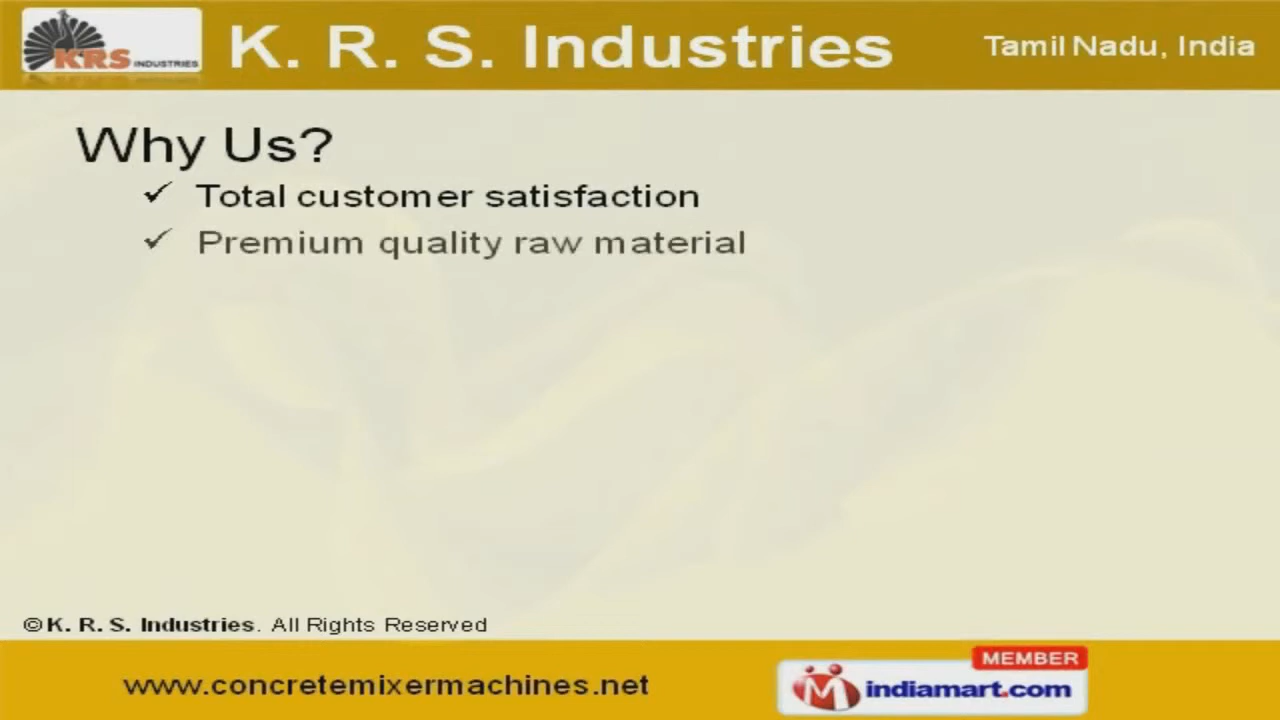 KRS INDUSTRIES
K. R. S. Industries
Tamil Nadu, India
Why Us?
✓ Total customer satisfaction
✓ Premium quality raw material
© K. R. S. Industries. All Rights Reserved
www.concretemixermachines.net
MEMBER
M indiamart.com